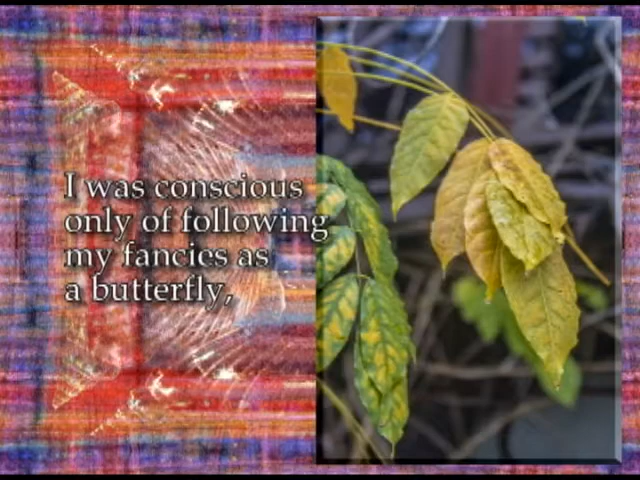 I was conscious
only of following
my fancies as
a butterfly,